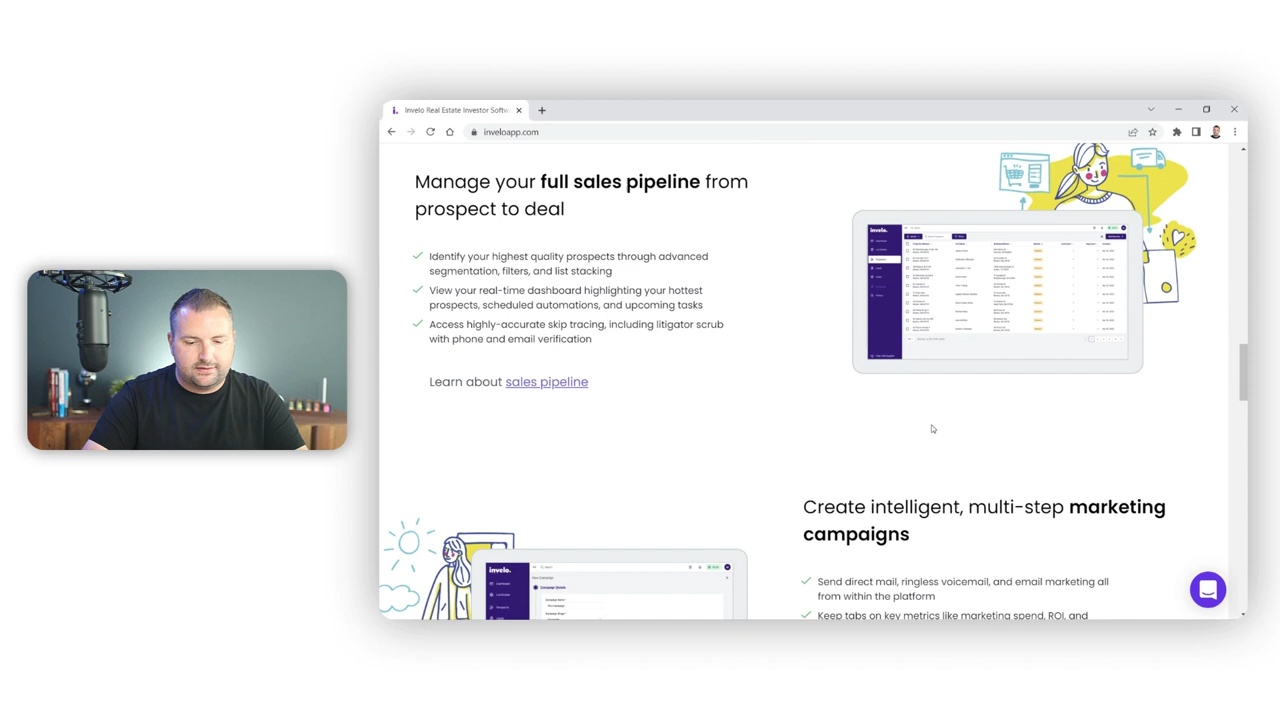 Invelo Real Estate Investor Softw
inveloapp.com
Manage your full sales pipeline from
prospect to deal
Identify your highest quality prospects through advanced
segmentation, filters, and list stacking
View your real-time dashboard highlighting your hottest
prospects, scheduled automations, and upcoming tasks
Access highly-accurate skip tracing, including litigator scrub
with phone and email verification
Learn about sales pipeline
invelo.
Create intelligent, multi-step marketing
campaigns
Send direct mail, ringless voicemail, and email marketing all
from within the platform
Keep tabs on key metrics like marketing spend, ROI, and
invelo.